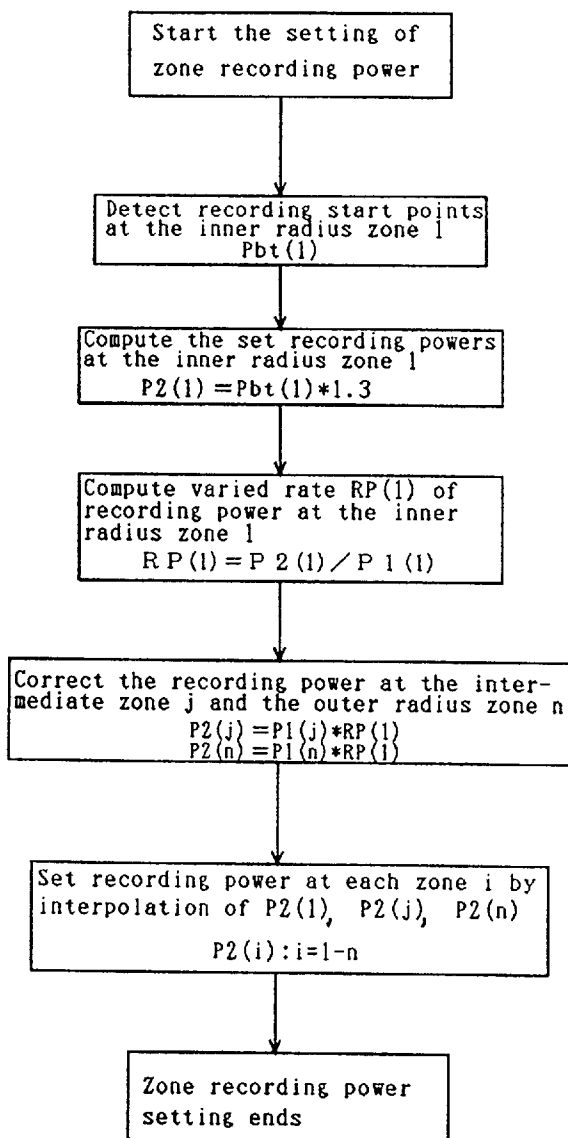 Start the setting of
zone recording power
Detect recording start points
at the inner radius zone 1
Pbt(1)
Compute the set recording powers
at the inner radius zone 1
P2(1)=Pbt(1)*1.3
Compute varied rate RP(1) of
recording power at the inner
radius zone 1
RP(1)=P2(1)/P1(1)
Correct the recording power at the inter-
mediate zone j and the outer radius zone n
P2(j)=P1(j)*RP(1)
P2(n)=P1(n)*RP(1)
Set recording power at each zone i by
interpolation of P2(1), P2(j), P2(n)
P2(i):i=1-n
Zone recording power
setting ends